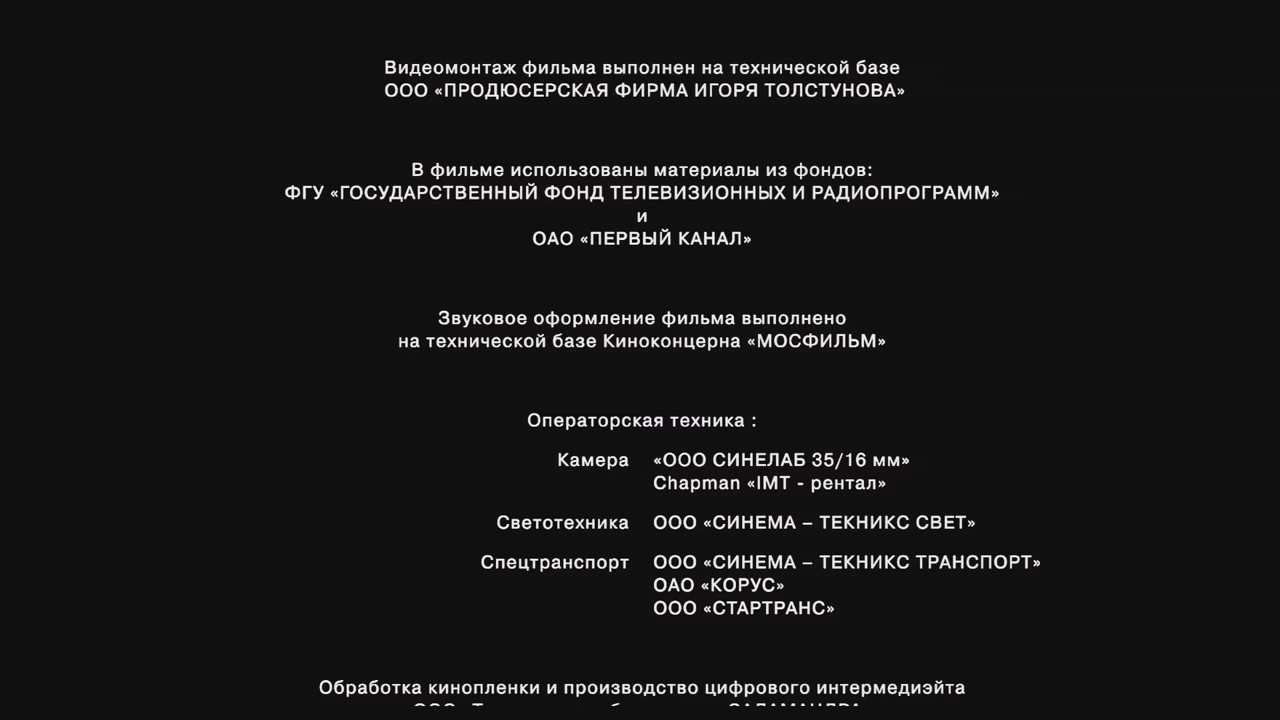 Видеомонтаж фильма выполнен на технической базе
ООО «ПРОДЮСЕРСКАЯ ФИРМА ИГОРЯ ТОЛСТУНОВА»
В фильме использованы материалы из фондов:
ФГУ «ГОСУДАРСТВЕННЫЙ ФОНД ТЕЛЕВИЗИОННЫХ И РАДИОПРОГРАММ»
и
ОАО «ПЕРВЫЙ КАНАЛ»
Звуковое оформление фильма выполнено
на технической базе Киноконцерна «МОСФИЛЬМ»
Операторская техника :
Камера «ООО СИНЕЛАБ 35/16 мм»
Chapman «IMT - рентал»
Светотехника ООО «СИНЕМА – ТЕКНИКС СВЕТ»
Спецтранспорт ООО «СИНЕМА – ТЕКНИКС ТРАНСПОРТ»
ОАО «КОРУС»
ООО «СТАРТРАНС»
Обработка кинопленки и производство цифрового интермедиэйта